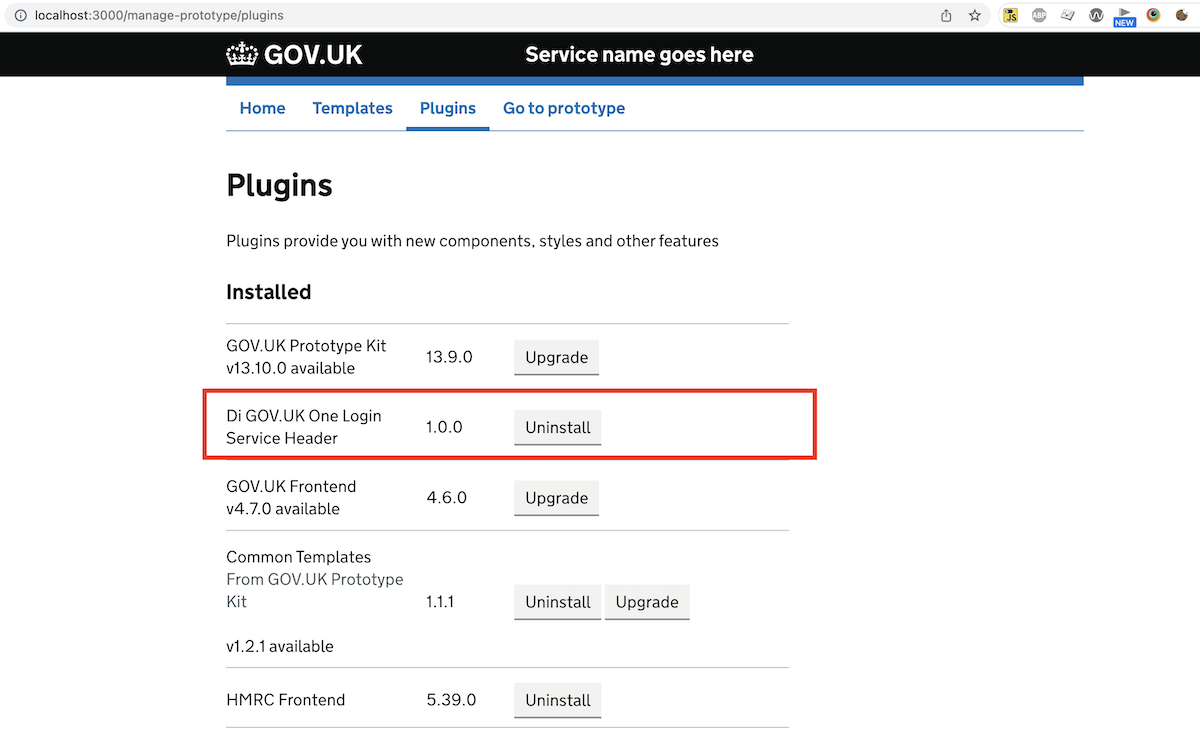 localhost:3000/manage-prototype/plugins
JS ABP NEW
GOV.UK Service name goes here
Home Templates Plugins Go to prototype
Plugins
Plugins provide you with new components, styles and other features
Installed
GOV.UK Prototype Kit
v13.10.0 available
13.9.0
Upgrade
Di GOV.UK One Login
Service Header
1.0.0
Uninstall
GOV.UK Frontend
v4.7.0 available
4.6.0
Upgrade
Common Templates
From GOV.UK Prototype
Kit
1.1.1
Uninstall Upgrade
v1.2.1 available
HMRC Frontend 5.39.0 Uninstall